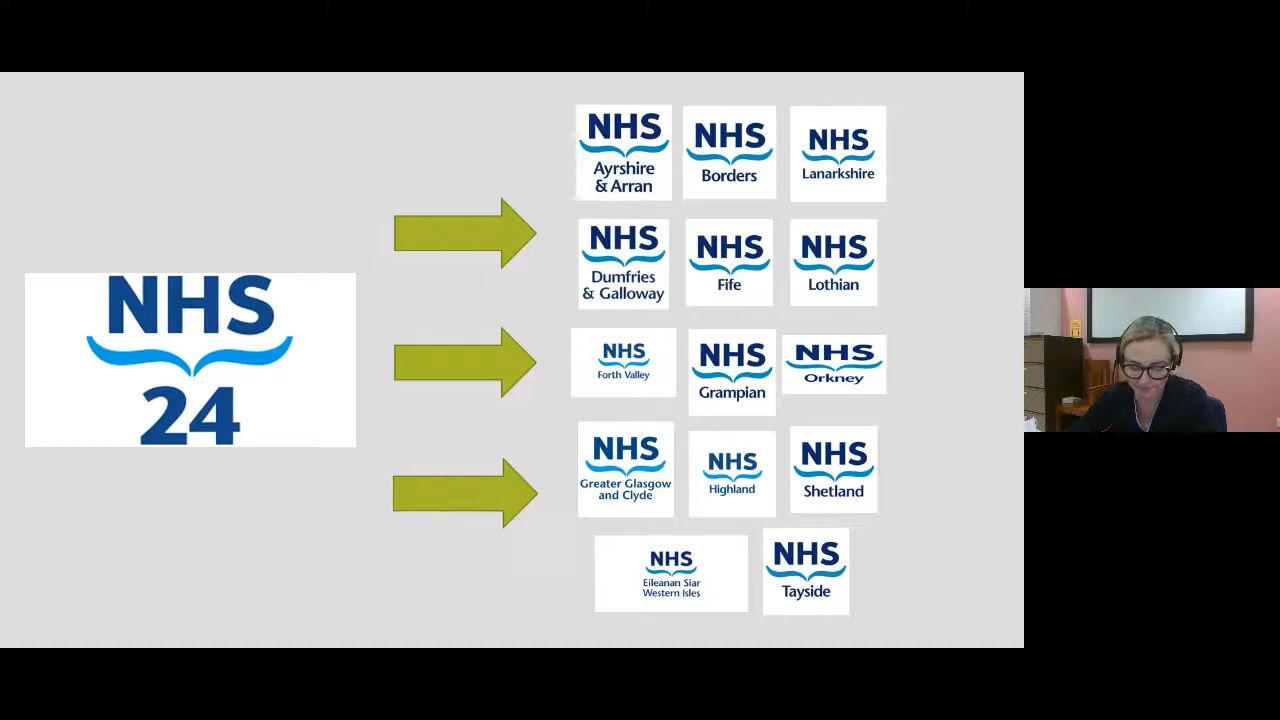 NHS
24
NHS
Ayrshire
& Arran
NHS
Borders
NHS
Lanarkshire
NHS
Dumfries
& Galloway
NHS
Fife
NHS
Lothian
NHS
Forth Valley
NHS
Grampian
NHS
Orkney
NHS
Greater Glasgow
and Clyde
NHS
Highland
NHS
Shetland
NHS
Eileanan Siar
Western Isles
NHS
Tayside